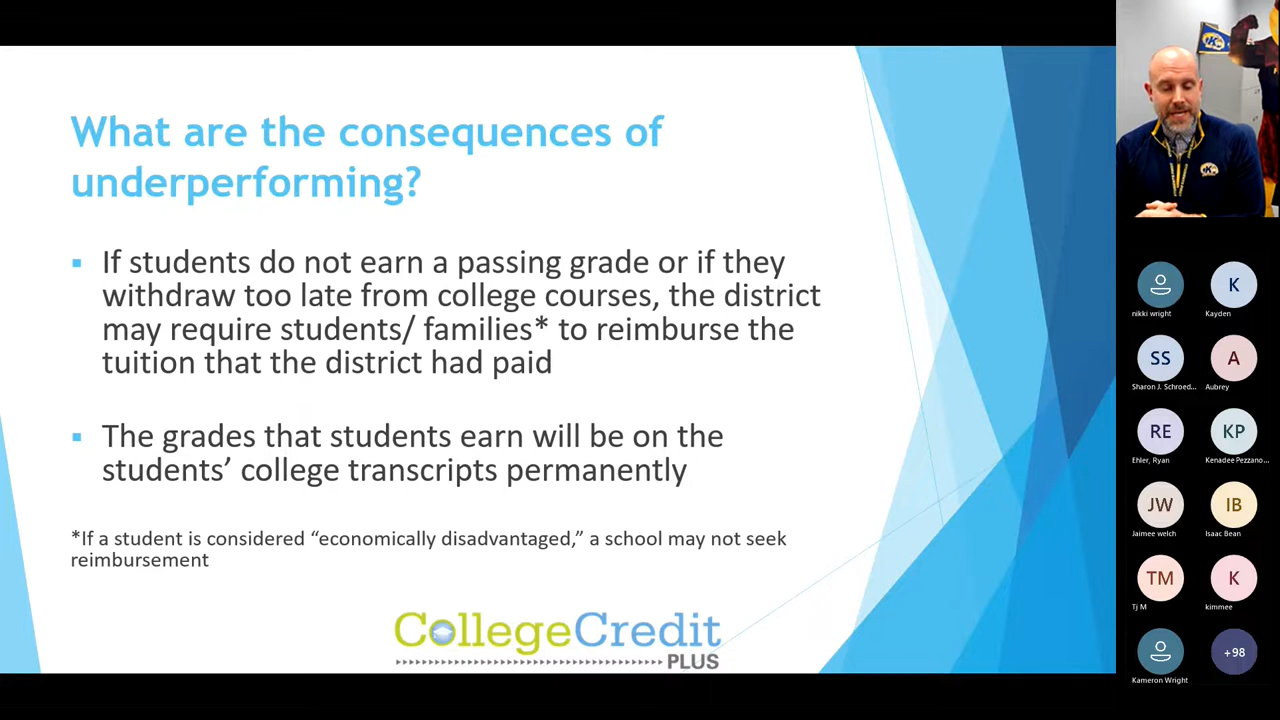 What are the consequences of
underperforming?
If students do not earn a passing grade or if they
withdraw too late from college courses, the district
may require students/ families* to reimburse the
tuition that the district had paid
The grades that students earn will be on the
students’ college transcripts permanently
*If a student is considered “economically disadvantaged,” a school may not seek
reimbursement
CollegeCredit
PLUS
K
nikki wright
Kayden
SS
A
Sharon J. Schroed...
Aubrey
RE
KP
Ehler, Ryan
Kenadee Pezzano...
JW
IB
Jaimee welch
Isaac Bean
TM
K
Tj M
kimmee
+98
Kameron Wright